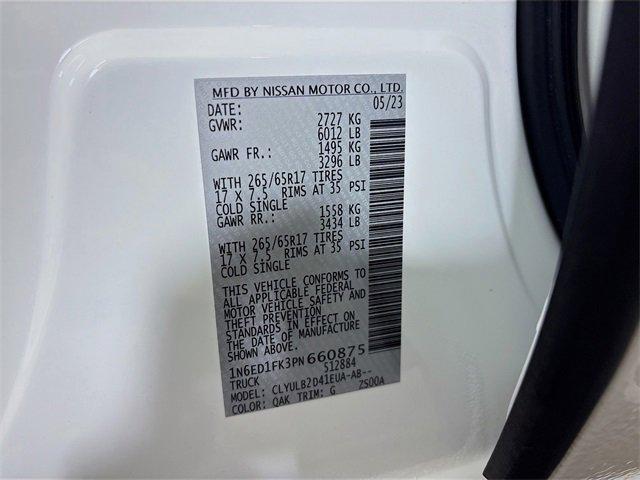 MFD BY NISSAN MOTOR CO., LTD.
DATE: 05/23
GVWR: 2727 KG
6012 LB
GAWR FR.: 1495 KG
3296 LB
WITH 265/65R17 TIRES
17 X 7.5 RIMS AT 35 PSI
COLD SINGLE
GAWR RR.: 1558 KG
3434 LB
WITH 265/65R17 TIRES
17 X 7.5 RIMS AT 35 PSI
COLD SINGLE
THIS VEHICLE CONFORMS TO
ALL APPLICABLE FEDERAL
MOTOR VEHICLE SAFETY AND
THEFT PREVENTION
STANDARDS IN EFFECT ON
THE DATE OF MANUFACTURE
SHOWN ABOVE.
1N6ED1FK3PN660875
TRUCK 512884
MODEL: CLYULB2D41EUA-AB--
COLOR: QAK TRIM: G ZS00A